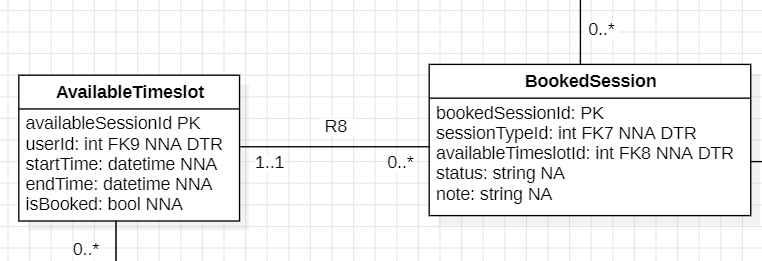 0..*
AvailableTimeslot
availableSessionId PK
userId: int FK9 NNA DTR
startTime: datetime NNA
endTime: datetime NNA
isBooked: bool NNA
R8
1..1
0..*
BookedSession
bookedSessionId: PK
sessionTypeId: int FK7 NNA DTR
availableTimeslotId: int FK8 NNA DTR
status: string NA
note: string NA
0..*